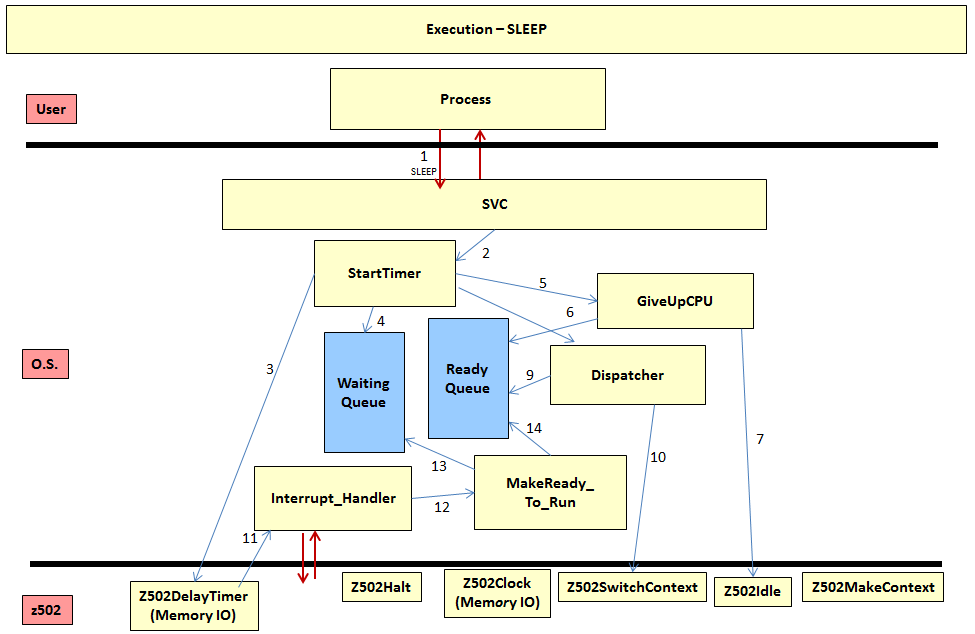 Execution – SLEEP
Process
User
1
SLEEP
SVC
2
StartTimer
5
GiveUpCPU
6
4
3
O.S.
Waiting
Queue
Ready
Queue
9
Dispatcher
14
7
10
13
Interrupt_Handler
12
MakeReady_
To_Run
11
z502
Z502DelayTimer
(Memory IO)
Z502Halt
Z502Clock
(Memory IO)
Z502SwitchContext
Z502Idle
Z502MakeContext